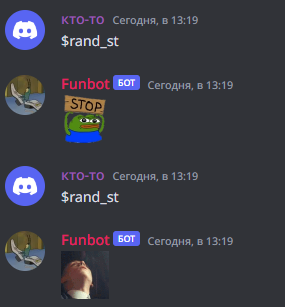 кто-то Сегодня, в 13:19
$rand_st
Funbot БОТ Сегодня, в 13:19
STOP
кто-то Сегодня, в 13:19
$rand_st
Funbot БОТ Сегодня, в 13:19